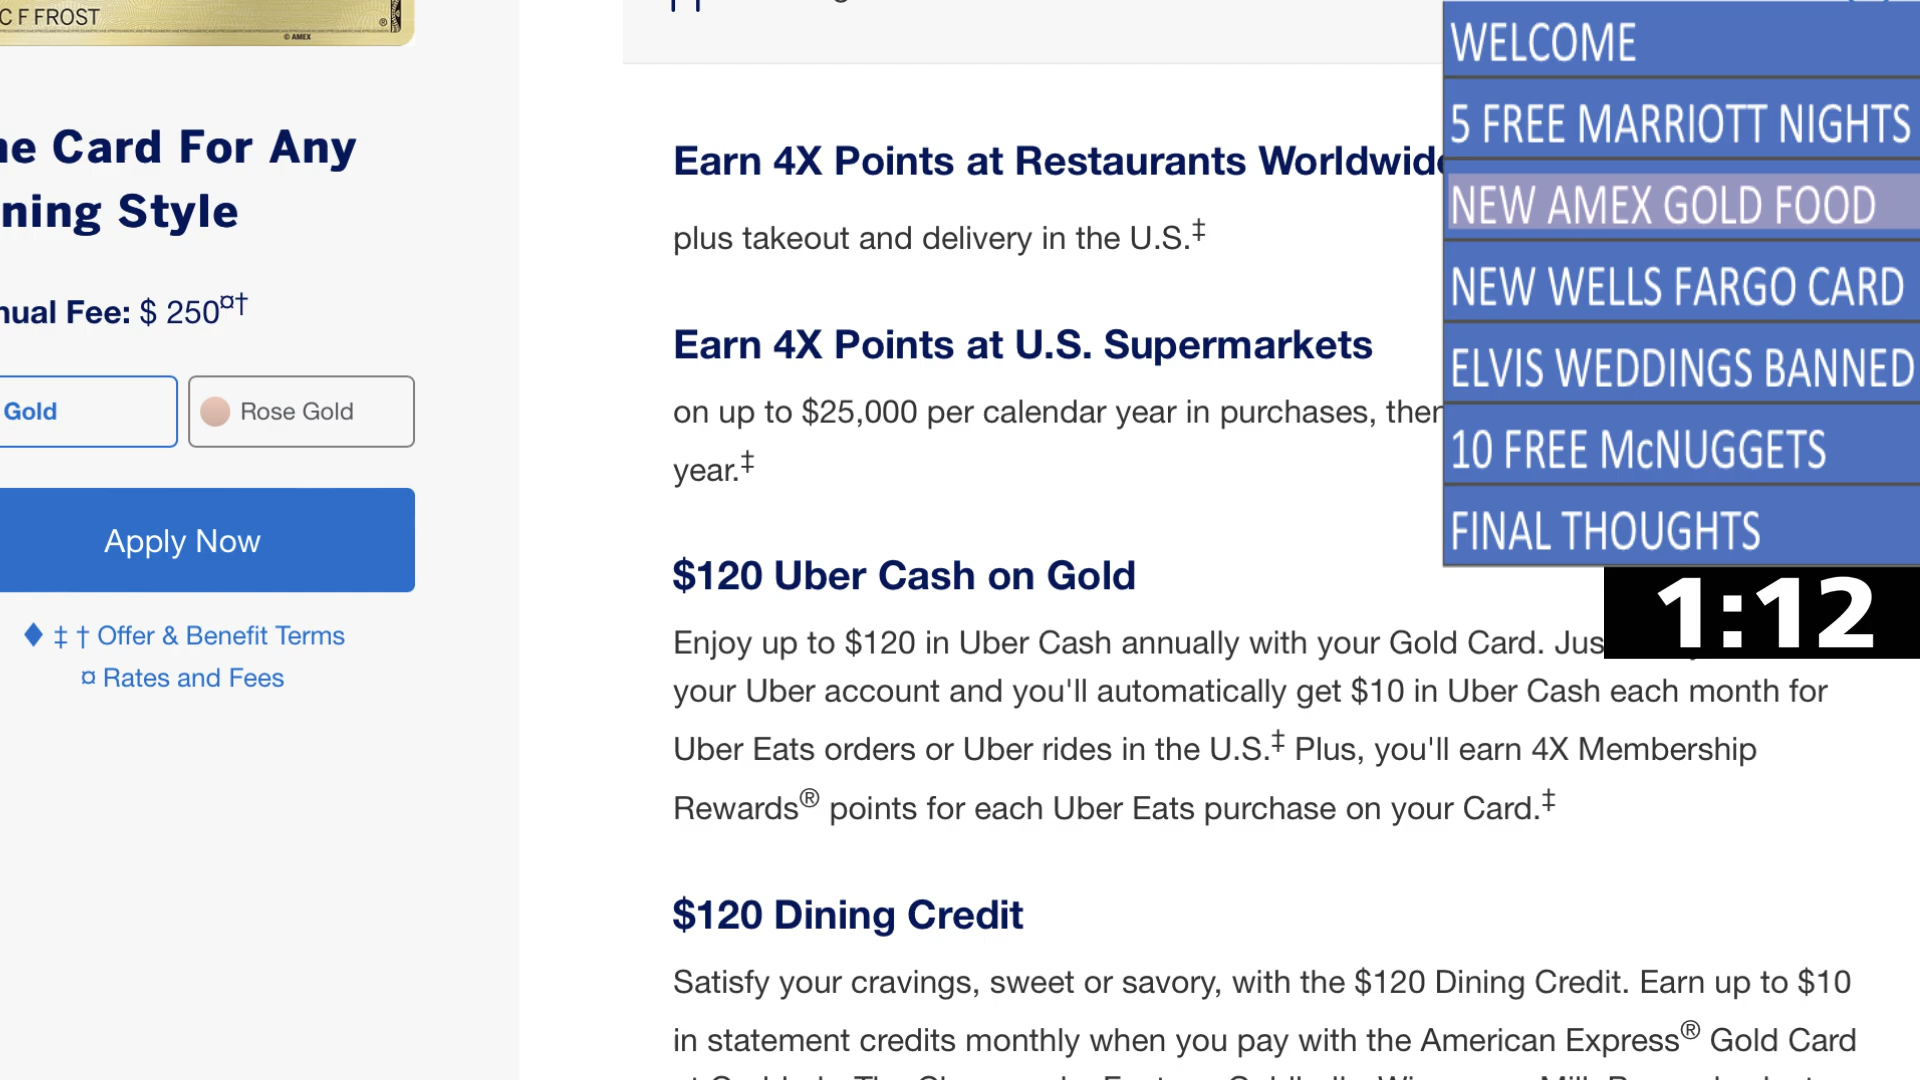 C F FROST
®
© AMEX
ne Card For Any
ning Style
nual Fee: $ 250¤†
Gold
Rose Gold
Apply Now
♦ ‡ † Offer & Benefit Terms
¤ Rates and Fees
Earn 4X Points at Restaurants Worldwide
plus takeout and delivery in the U.S.‡
Earn 4X Points at U.S. Supermarkets
on up to $25,000 per calendar year in purchases, then
year.‡
$120 Uber Cash on Gold
Enjoy up to $120 in Uber Cash annually with your Gold Card. Jus
your Uber account and you'll automatically get $10 in Uber Cash each month for
Uber Eats orders or Uber rides in the U.S.‡ Plus, you'll earn 4X Membership
Rewards® points for each Uber Eats purchase on your Card.‡
$120 Dining Credit
Satisfy your cravings, sweet or savory, with the $120 Dining Credit. Earn up to $10
in statement credits monthly when you pay with the American Express® Gold Card
WELCOME
5 FREE MARRIOTT NIGHTS
NEW AMEX GOLD FOOD
NEW WELLS FARGO CARD
ELVIS WEDDINGS BANNED
10 FREE McNUGGETS
FINAL THOUGHTS
1:12